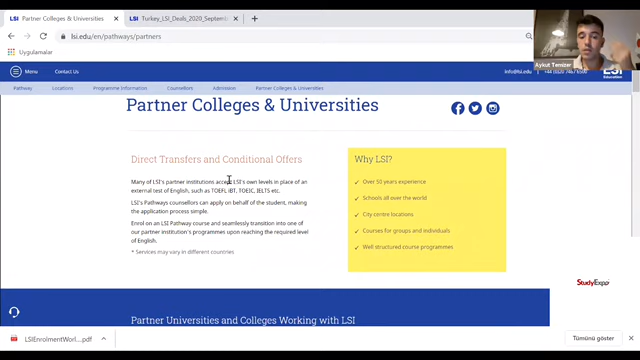 LSI Partner Colleges & Universities
LSI Turkey_LSI_Deals_2020_Septem
lsi.edu/en/pathways/partners
Uygulamalar
Aykut Tenizer
Menu Contact Us
info@lsi.edu
LSI
Education
Pathway Locations Programme Information Counsellors Admission Partner Colleges & Universities
Partner Colleges & Universities
Direct Transfers and Conditional Offers
Many of LSI's partner institutions accept LSI's own levels in place of an
external test of English, such as TOEFL iBT, TOEIC, IELTS etc.
LSI's Pathways counsellors can apply on behalf of the student, making
the application process simple.
Enrol on an LSI Pathway course and seamlessly transition into one of
our partner institution's programmes upon reaching the required level
of English.
* Services may vary in different countries
Why LSI?
Over 50 years experience
Schools all over the world
City centre locations
Courses for groups and individuals
Well structured course programmes
StudyExpo
Partner Universities and Colleges Working with LSI
LSIEnrolmentWorl....pdf
Tümünü göster